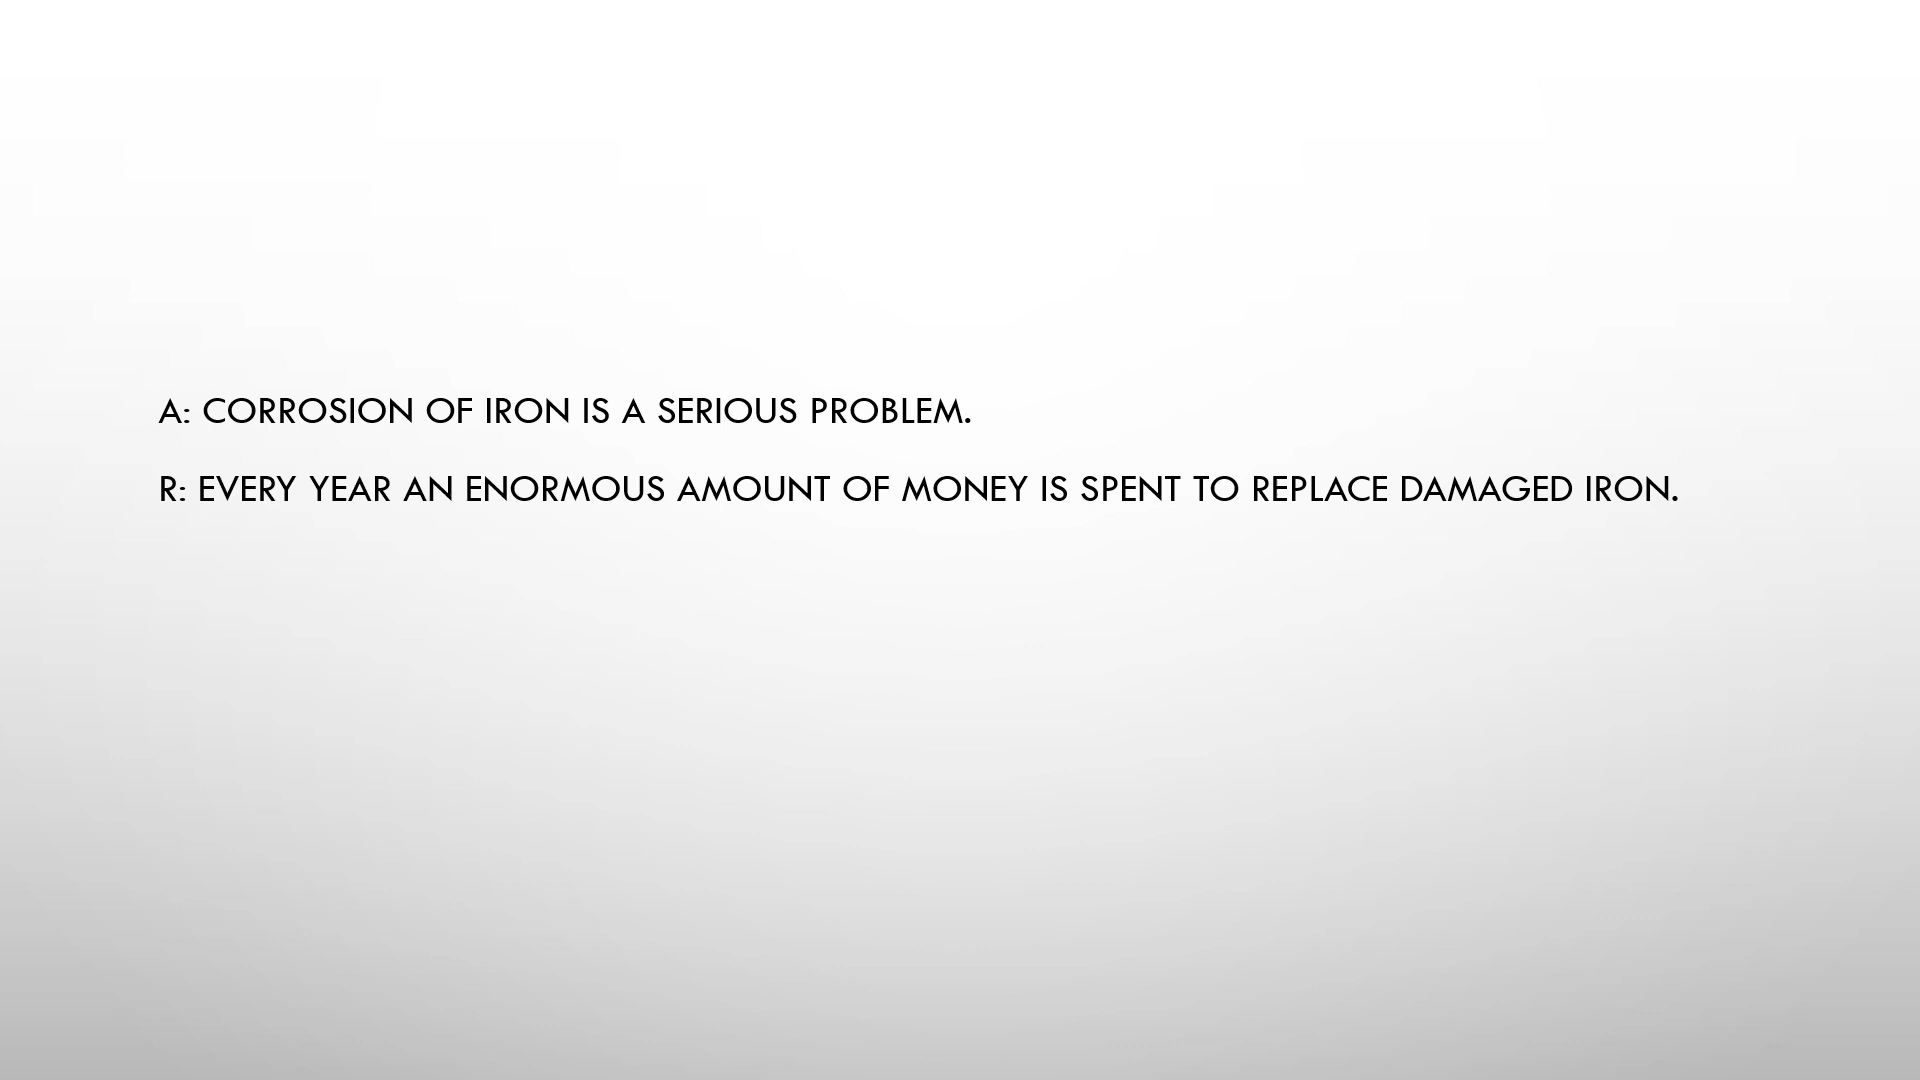 A: CORROSION OF IRON IS A SERIOUS PROBLEM.
R: EVERY YEAR AN ENORMOUS AMOUNT OF MONEY IS SPENT TO REPLACE DAMAGED IRON.